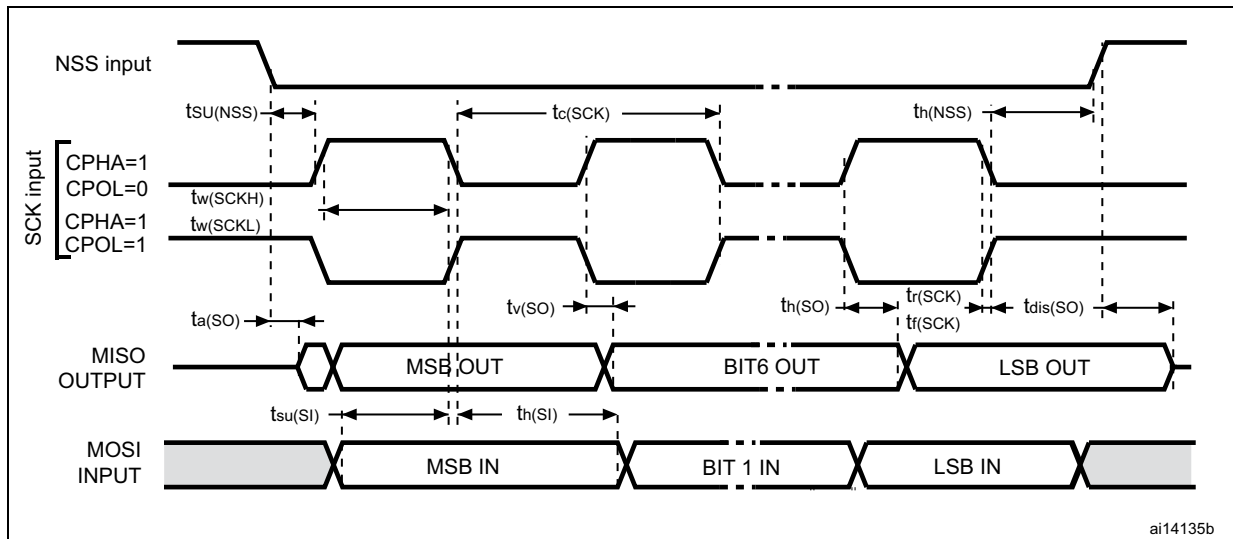 NSS input
tSU(NSS)
tc(SCK)
th(NSS)
SCK input
CPHA=1
CPOL=0
tw(SCKH)
CPHA=1
tw(SCKL)
CPOL=1
ta(SO)
tv(SO)
th(SO)
tr(SCK)
tf(SCK)
tdis(SO)
MISO
OUTPUT
MSB OUT
BIT6 OUT
LSB OUT
tsu(SI)
th(SI)
MOSI
INPUT
MSB IN
BIT 1 IN
LSB IN
ai14135b